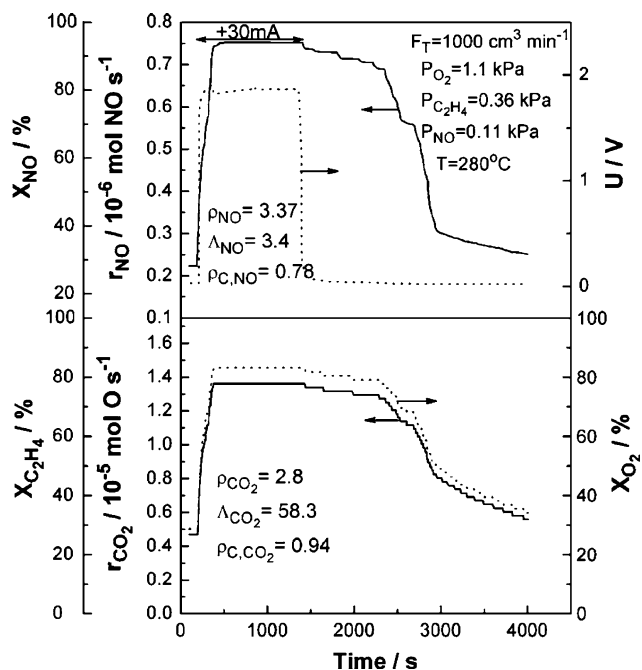 X_NO / %
r_NO / 10⁻⁶ mol NO s⁻¹
U / V
100
80
60
40
20
0.8
0.7
0.6
0.5
0.4
0.3
0.2
0.1
2
1
0
+30mA
F_T=1000 cm³ min⁻¹
P_O₂=1.1 kPa
P_C₂H₄=0.36 kPa
P_NO=0.11 kPa
T=280°C
ρ_NO = 3.37
Λ_NO = 3.4
ρ_C,NO = 0.78
X_C₂H₄ / %
r_CO₂ / 10⁻⁵ mol O s⁻¹
X_O₂ / %
100
80
60
40
20
0
1.4
1.2
1.0
0.8
0.6
0.4
0.2
0.0
100
80
60
40
20
0
ρ_CO₂ = 2.8
Λ_CO₂ = 58.3
ρ_C,CO₂ = 0.94
0 1000 2000 3000 4000
Time / s